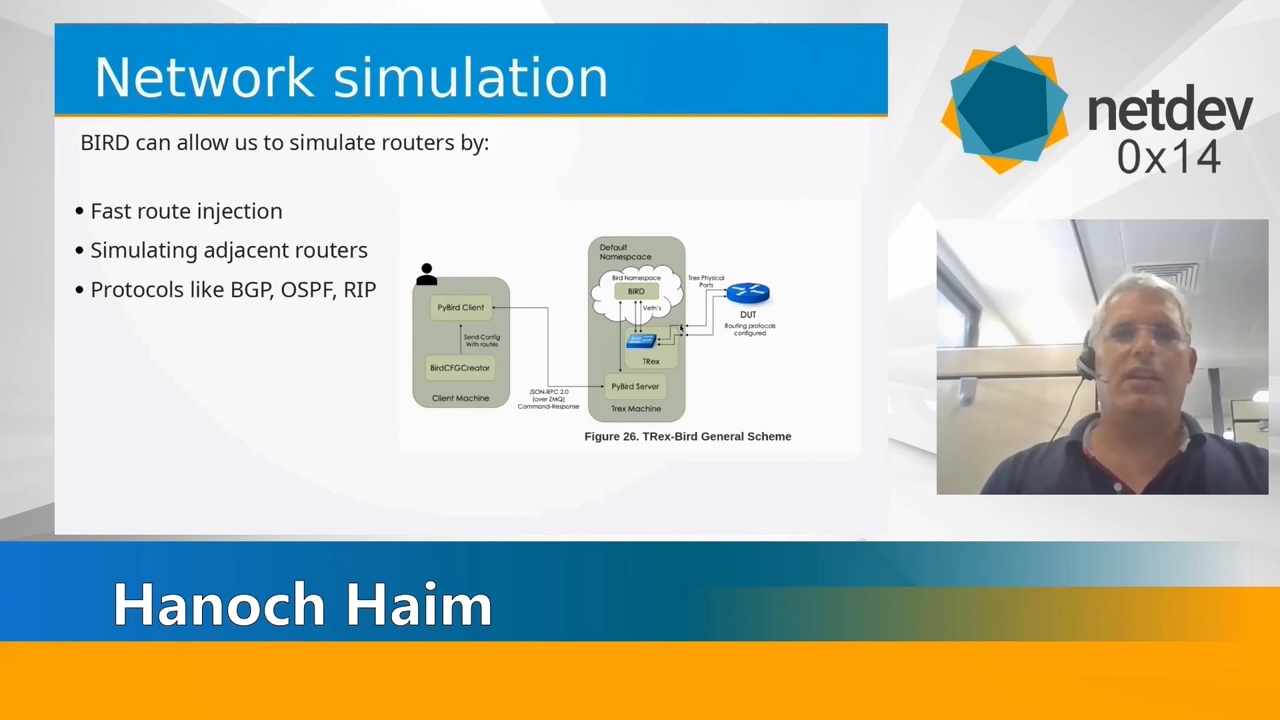 Network simulation
BIRD can allow us to simulate routers by:
• Fast route injection
• Simulating adjacent routers
• Protocols like BGP, OSPF, RIP
PyBird Client
Send Config
With routes
BirdCFGCreator
Client Machine
JSON-RPC 2.0
(over ZMQ)
Command-Response
Default
Namespcace
Bird Namespace
BIRD
Veth's
TRex
PyBird Server
Trex Machine
Trex Physical
Ports
DUT
Routing protocols
configured
Figure 26. TRex-Bird General Scheme
netdev
0x14
Hanoch Haim